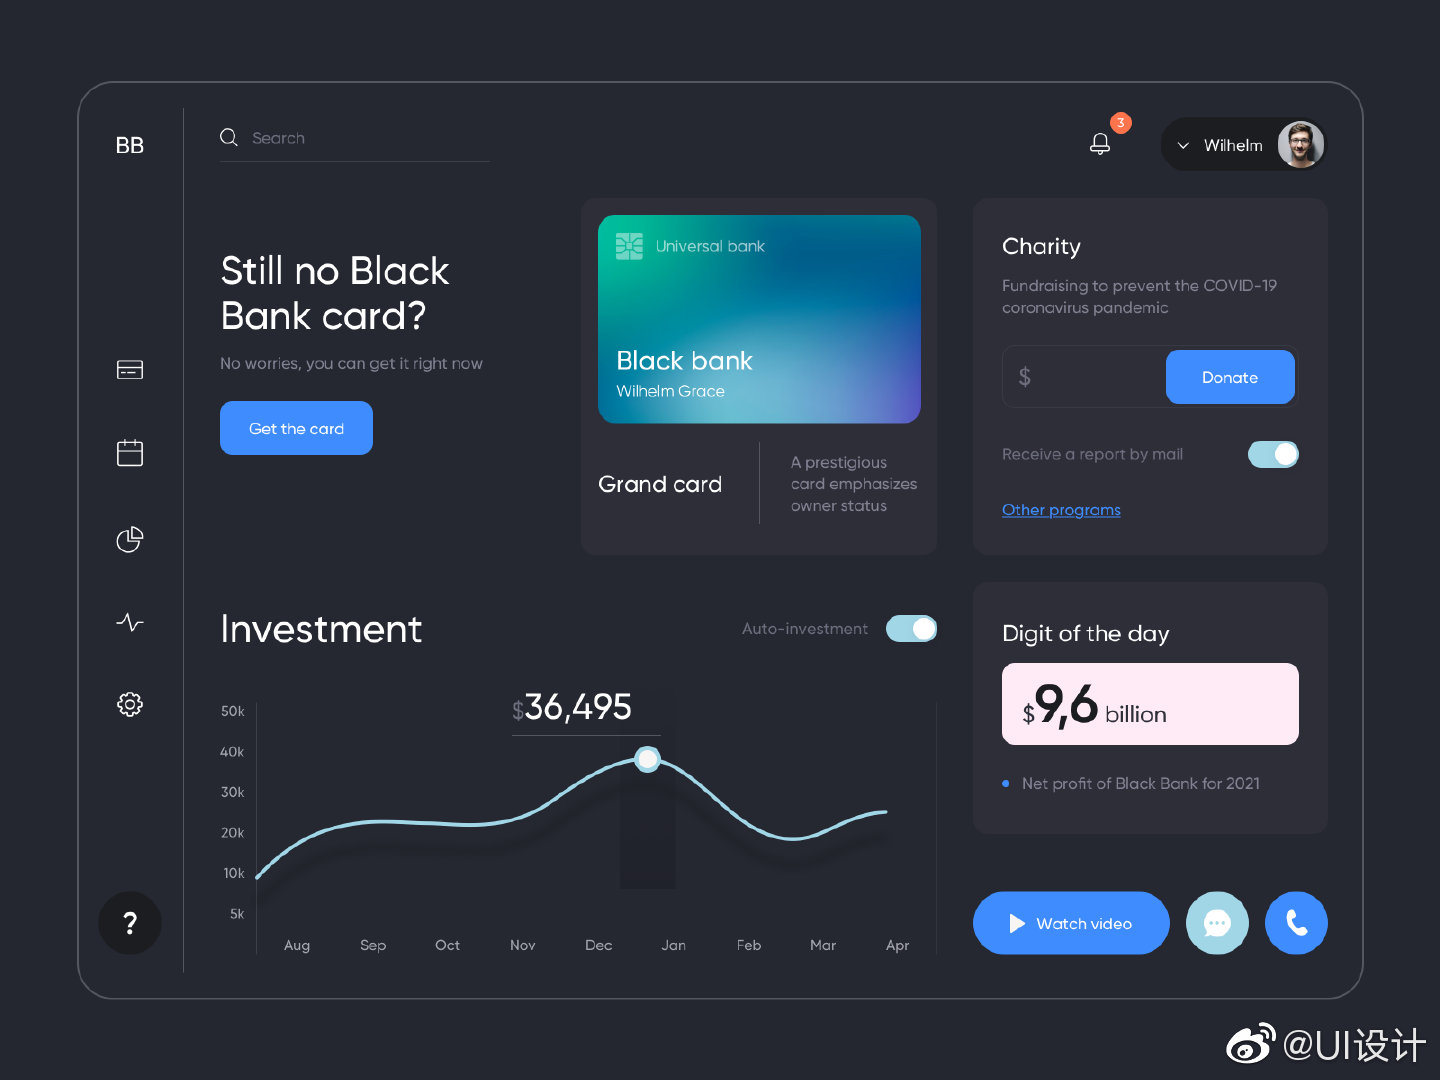 BB
Search
3
Wilhelm
Still no Black
Bank card?
No worries, you can get it right now
Get the card
Universal bank
Black bank
Wilhelm Grace
Grand card
A prestigious
card emphasizes
owner status
Charity
Fundraising to prevent the COVID-19
coronavirus pandemic
$
Donate
Receive a report by mail
Other programs
Investment
Auto-investment
$36,495
50k
40k
30k
20k
10k
5k
Aug Sep Oct Nov Dec Jan Feb Mar Apr
Digit of the day
$9,6 billion
Net profit of Black Bank for 2021
?
Watch video
@UI设计